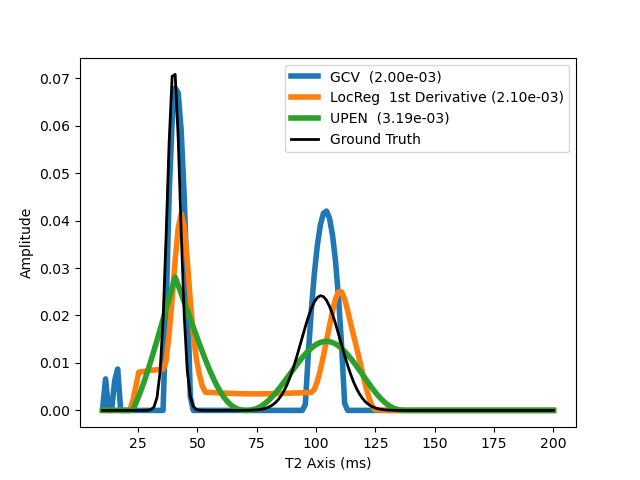 GCV  (2.00e-03)
LocReg  1st Derivative (2.10e-03)
UPEN  (3.19e-03)
Ground Truth
0.07
0.06
0.05
0.04
0.03
0.02
0.01
0.00
Amplitude
25
50
75
100
125
150
175
200
T2 Axis (ms)